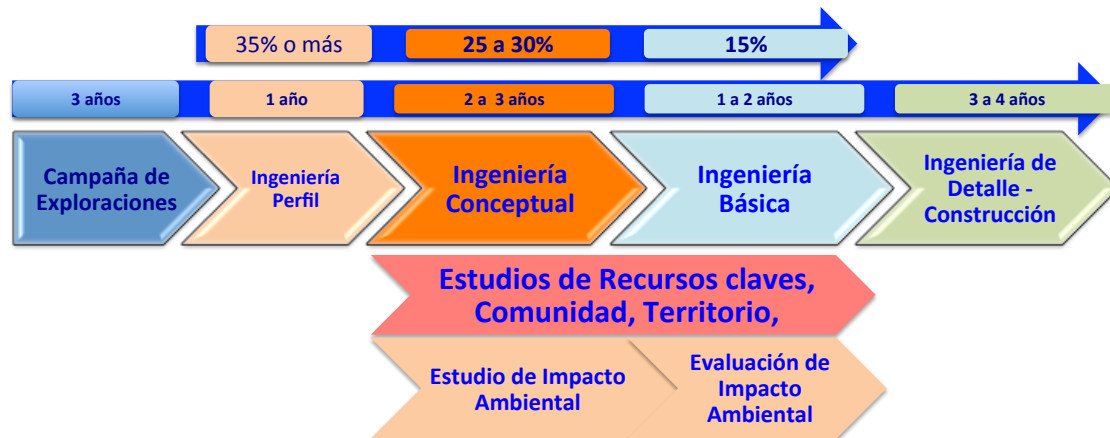 35% o más
25 a 30%
15%
3 años
1 año
2 a 3 años
1 a 2 años
3 a 4 años
Campaña de
Exploraciones
Ingeniería
Perfil
Ingeniería
Conceptual
Ingeniería
Básica
Ingeniería de
Detalle -
Construcción
Estudios de Recursos claves,
Comunidad, Territorio,
Estudio de Impacto
Ambiental
Evaluación de
Impacto
Ambiental